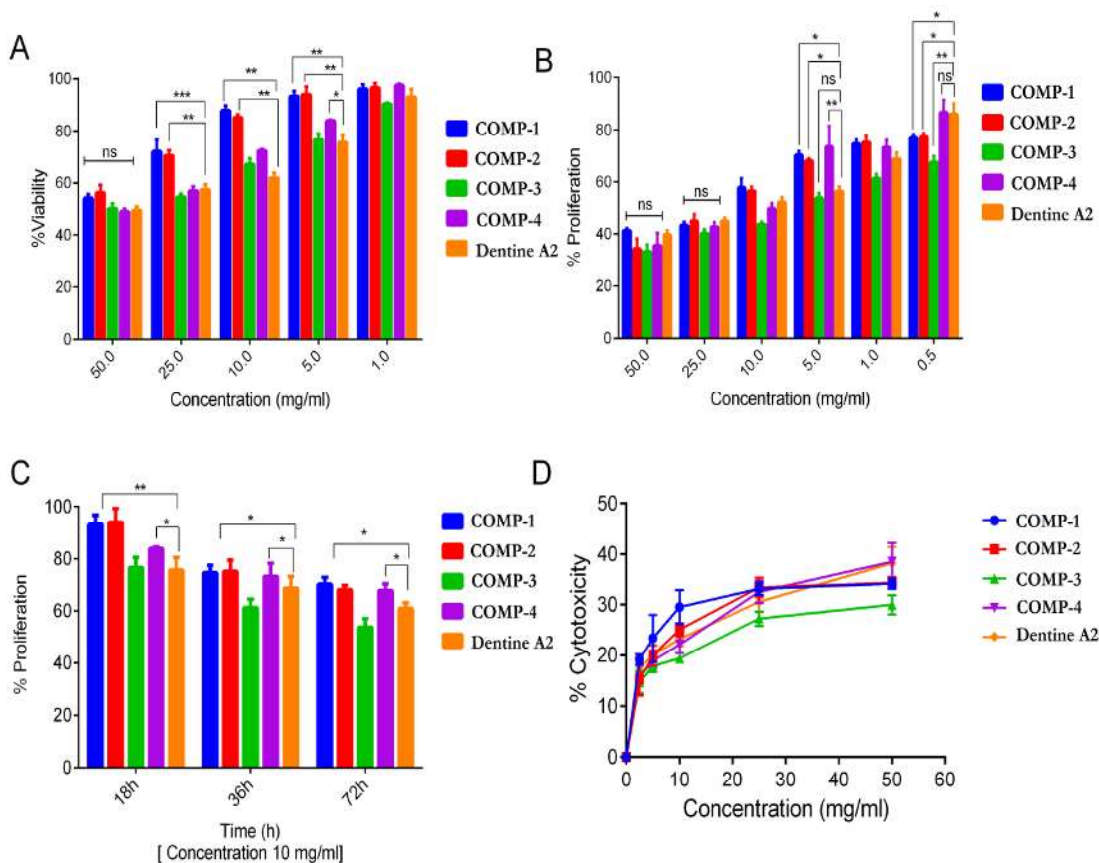 A
100
80
60
40
20
0
%Viability
ns
***
**
**
**
**
**
*
50.0
25.0
10.0
5.0
1.0
Concentration (mg/ml)
COMP-1
COMP-2
COMP-3
COMP-4
Dentine A2
B
100
80
60
40
20
0
% Proliferation
ns
ns
*
*
ns
**
*
*
**
ns
50.0
25.0
10.0
5.0
1.0
0.5
Concentration (mg/ml)
COMP-1
COMP-2
COMP-3
COMP-4
Dentine A2
C
100
80
60
40
20
0
% Proliferation
**
*
*
*
*
*
18h
36h
72h
Time (h)
[ Concentration 10 mg/ml]
COMP-1
COMP-2
COMP-3
COMP-4
Dentine A2
D
50
40
30
20
10
0
% Cytotoxicity
0
10
20
30
40
50
60
Concentration (mg/ml)
COMP-1
COMP-2
COMP-3
COMP-4
Dentine A2